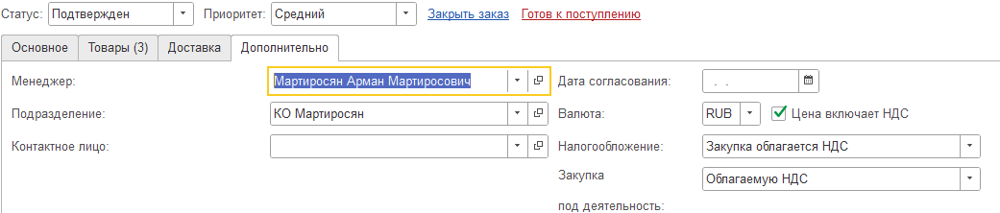 Статус: Подтвержден Приоритет: Средний Закрыть заказ Готов к поступлению
Основное Товары (3) Доставка Дополнительно
Менеджер: Мартиросян Арман Мартиросович Дата согласования: . .
Подразделение: КО Мартиросян Валюта: RUB Цена включает НДС
Контактное лицо: Налогообложение: Закупка облагается НДС
Закупка Облагаемую НДС
под деятельность: